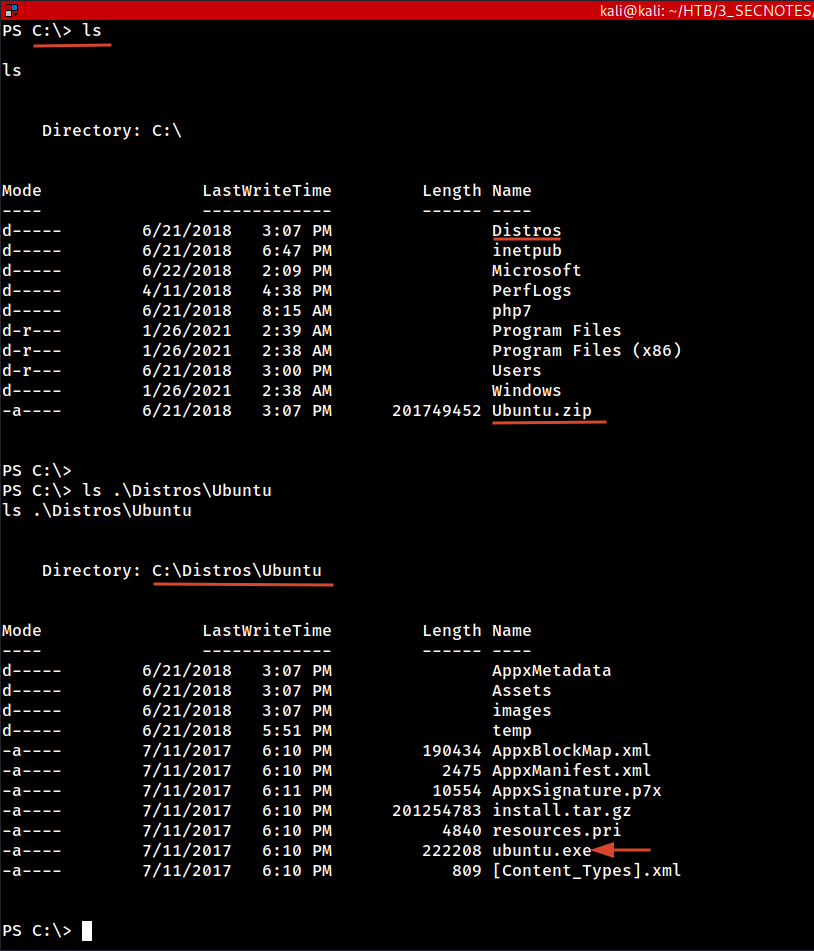 kali@kali: ~/HTB/3_SECNOTES/
PS C:\> ls
ls
Directory: C:\
Mode LastWriteTime Length Name
---- ------------- ------ ----
d----- 6/21/2018 3:07 PM Distros
d----- 6/21/2018 6:47 PM inetpub
d----- 6/22/2018 2:09 PM Microsoft
d----- 4/11/2018 4:38 PM PerfLogs
d----- 6/21/2018 8:15 AM php7
d-r--- 1/26/2021 2:39 AM Program Files
d-r--- 1/26/2021 2:38 AM Program Files (x86)
d-r--- 6/21/2018 3:00 PM Users
d----- 1/26/2021 2:38 AM Windows
-a---- 6/21/2018 3:07 PM 201749452 Ubuntu.zip
PS C:\>
PS C:\> ls .\Distros\Ubuntu
ls .\Distros\Ubuntu
Directory: C:\Distros\Ubuntu
Mode LastWriteTime Length Name
---- ------------- ------ ----
d----- 6/21/2018 3:07 PM AppxMetadata
d----- 6/21/2018 3:07 PM Assets
d----- 6/21/2018 3:07 PM images
d----- 6/21/2018 5:51 PM temp
-a---- 7/11/2017 6:10 PM 190434 AppxBlockMap.xml
-a---- 7/11/2017 6:10 PM 2475 AppxManifest.xml
-a---- 7/11/2017 6:11 PM 10554 AppxSignature.p7x
-a---- 7/11/2017 6:10 PM 201254783 install.tar.gz
-a---- 7/11/2017 6:10 PM 4840 resources.pri
-a---- 7/11/2017 6:10 PM 222208 ubuntu.exe
-a---- 7/11/2017 6:10 PM 809 [Content_Types].xml
PS C:\>